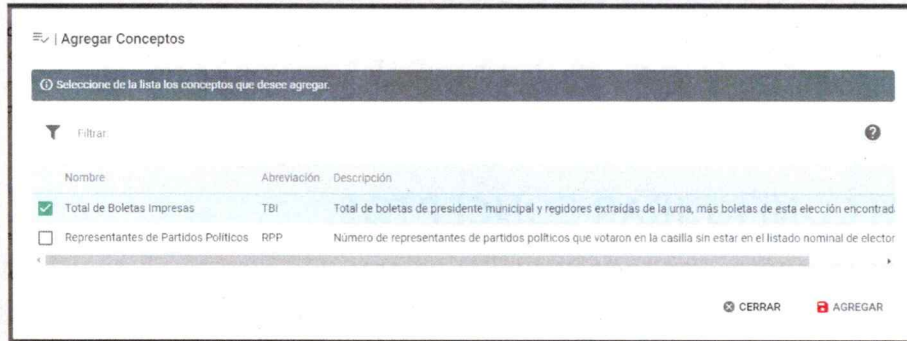 | Agregar Conceptos
Seleccione de la lista los conceptos que desee agregar.
Filtrar:
Nombre Abreviación Descripción
Total de Boletas Impresas TBI Total de boletas de presidente municipal y regidores extraídas de la urna, más boletas de esta elección encontrad
Representantes de Partidos Políticos RPP Número de representantes de partidos políticos que votaron en la casilla sin estar en el listado nominal de elector
CERRAR AGREGAR